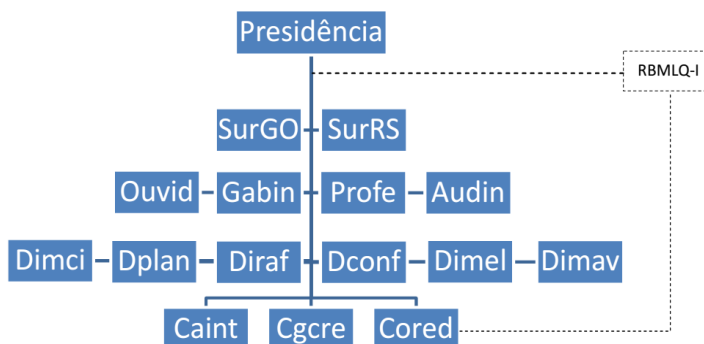 Presidência
RBMLQ-I
SurGO SurRS
Ouvid Gabin Profe Audin
Dimci Dplan Diraf Dconf Dimel Dimav
Caint Cgcre Cored